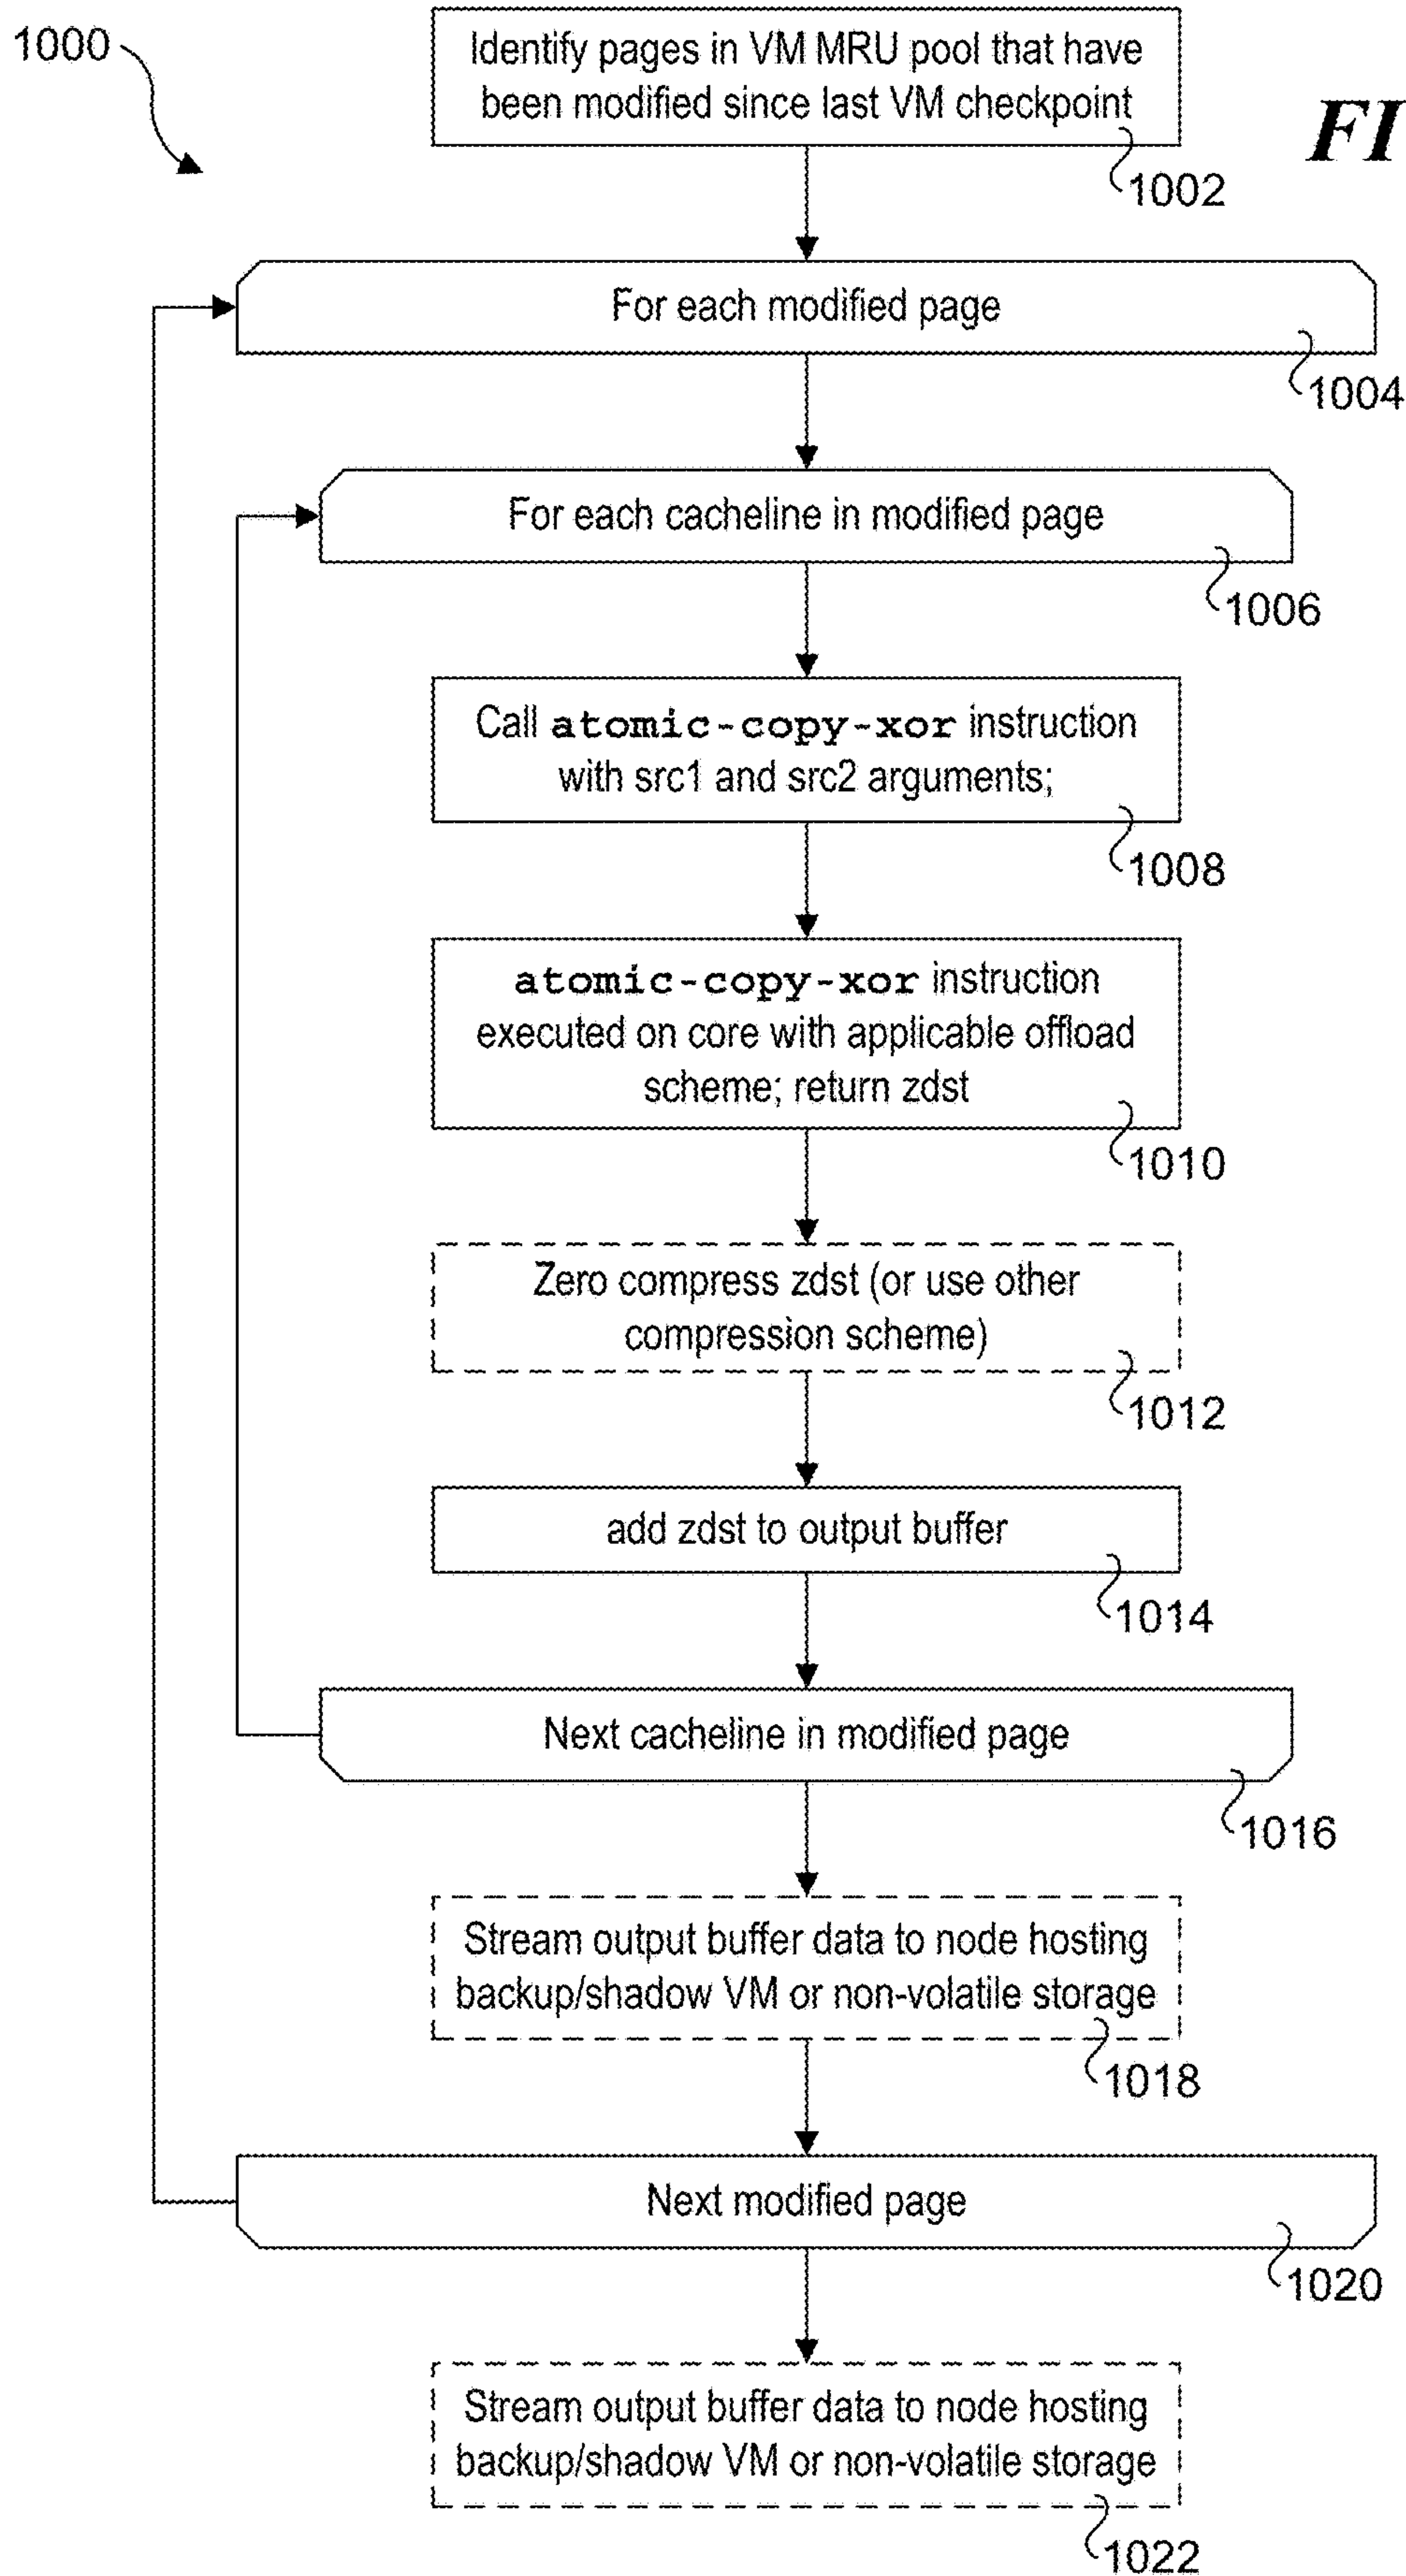 1000
Identify pages in VM MRU pool that have
been modified since last VM checkpoint
FI
1002
For each modified page
1004
For each cacheline in modified page
1006
Call atomic-copy-xor instruction
with src1 and src2 arguments;
1008
atomic-copy-xor instruction
executed on core with applicable offload
scheme; return zdst
1010
Zero compress zdst (or use other
compression scheme)
1012
add zdst to output buffer
1014
Next cacheline in modified page
1016
Stream output buffer data to node hosting
backup/shadow VM or non-volatile storage
1018
Next modified page
1020
Stream output buffer data to node hosting
backup/shadow VM or non-volatile storage
1022